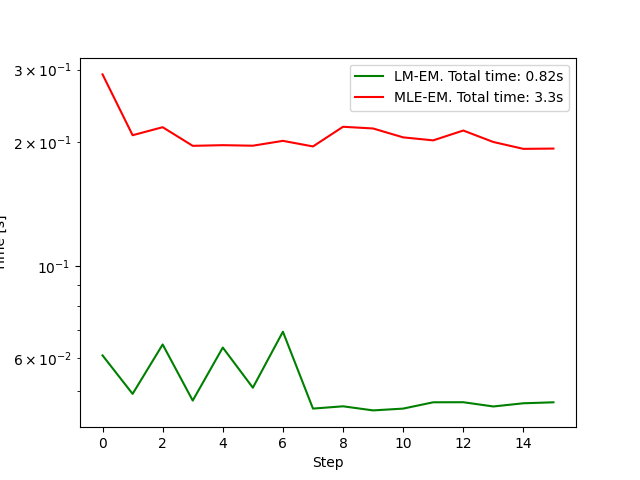 LM-EM. Total time: 0.82s
MLE-EM. Total time: 3.3s
3 × 10⁻¹
2 × 10⁻¹
10⁻¹
6 × 10⁻²
[s]
0 2 4 6 8 10 12 14
Step